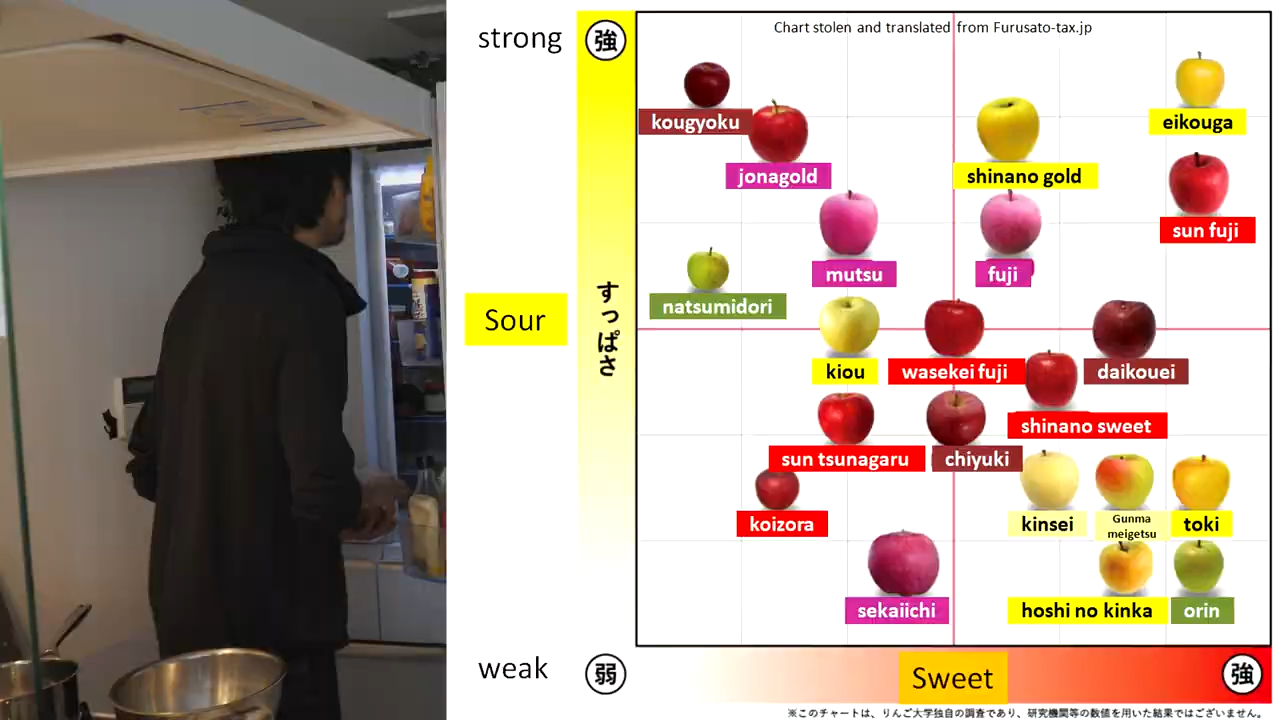 Chart stolen and translated from Furusato-tax.jp
strong
強
kougyoku
eikouga
jonagold
shinano gold
sun fuji
mutsu
fuji
natsumidori
Sour
すっぱさ
kiou
wasekei fuji
daikouei
shinano sweet
sun tsunagaru
chiyuki
koizora
kinsei
Gunma
meigetsu
toki
sekaiichi
hoshi no kinka
orin
weak
弱
Sweet
強
※このチャートは、りんご大学独自の調査であり、研究機関等の数値を用いた結果ではございません。